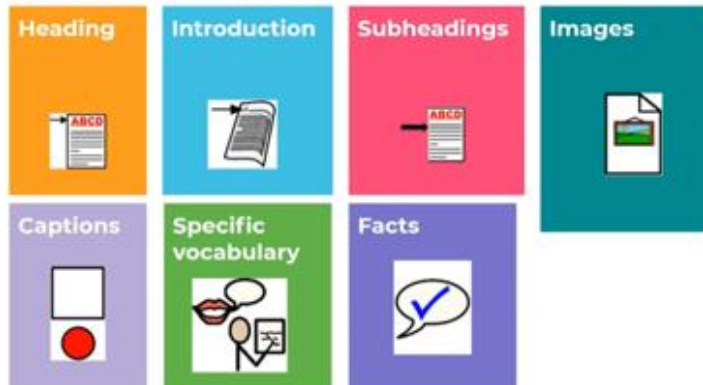 Heading
Introduction
Subheadings
Images
ABCD
ABCD
Captions
Specific
vocabulary
Facts